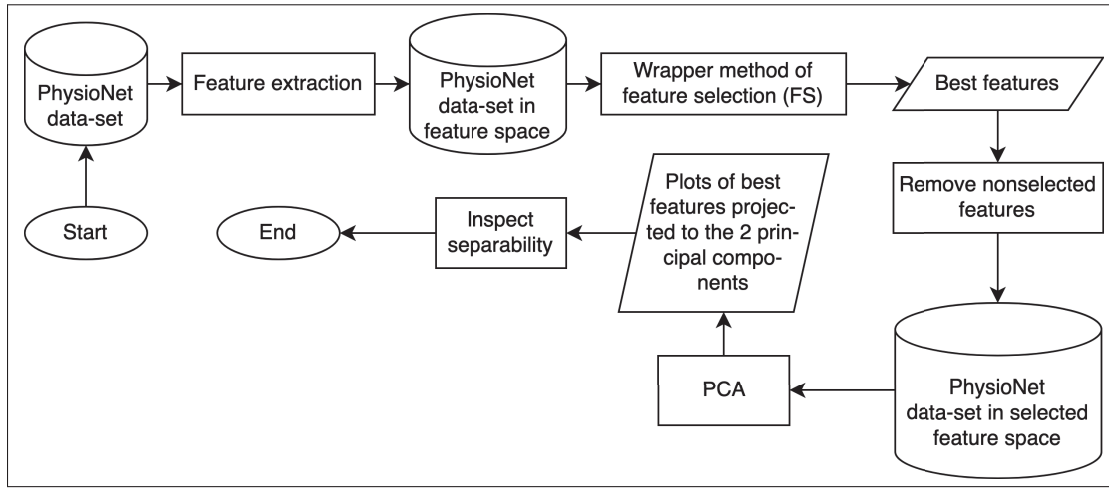 PhysioNet
data-set
Feature extraction
PhysioNet
data-set in
feature space
Wrapper method of
feature selection (FS)
Best features
Remove nonselected
features
PhysioNet
data-set in selected
feature space
PCA
Plots of best
features projec-
ted to the 2 prin-
cipal compo-
nents
Inspect
separability
End
Start